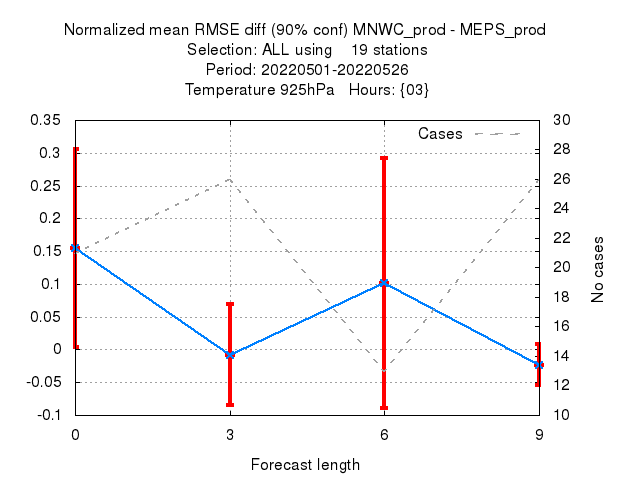 Normalized mean RMSE diff (90% conf) MNWC_prod - MEPS_prod
Selection: ALL using    19 stations
Period: 20220501-20220526
Temperature 925hPa   Hours: {03}
Cases
0.35
0.3
0.25
0.2
0.15
0.1
0.05
0
-0.05
-0.1
30
28
26
24
22
20
18
16
14
12
10
No cases
0 3 6 9
Forecast length